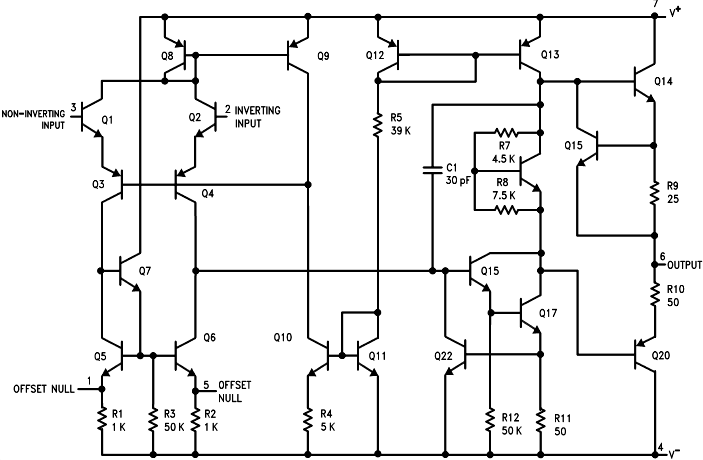 7
V+
Q8
Q9
Q12
Q13
Q14
3
NON-INVERTING
INPUT
Q1
Q2
2 INVERTING
INPUT
R5
39 K
R7
4.5 K
Q15
C1
30 pF
R8
7.5 K
Q3
Q4
R9
25
Q7
Q15
6
OUTPUT
R10
50
Q17
Q5
Q6
Q10
Q11
Q22
Q20
OFFSET NULL
1
5
OFFSET
NULL
R1
1 K
R3
50 K
R2
1 K
R4
5 K
R12
50 K
R11
50
4
V-